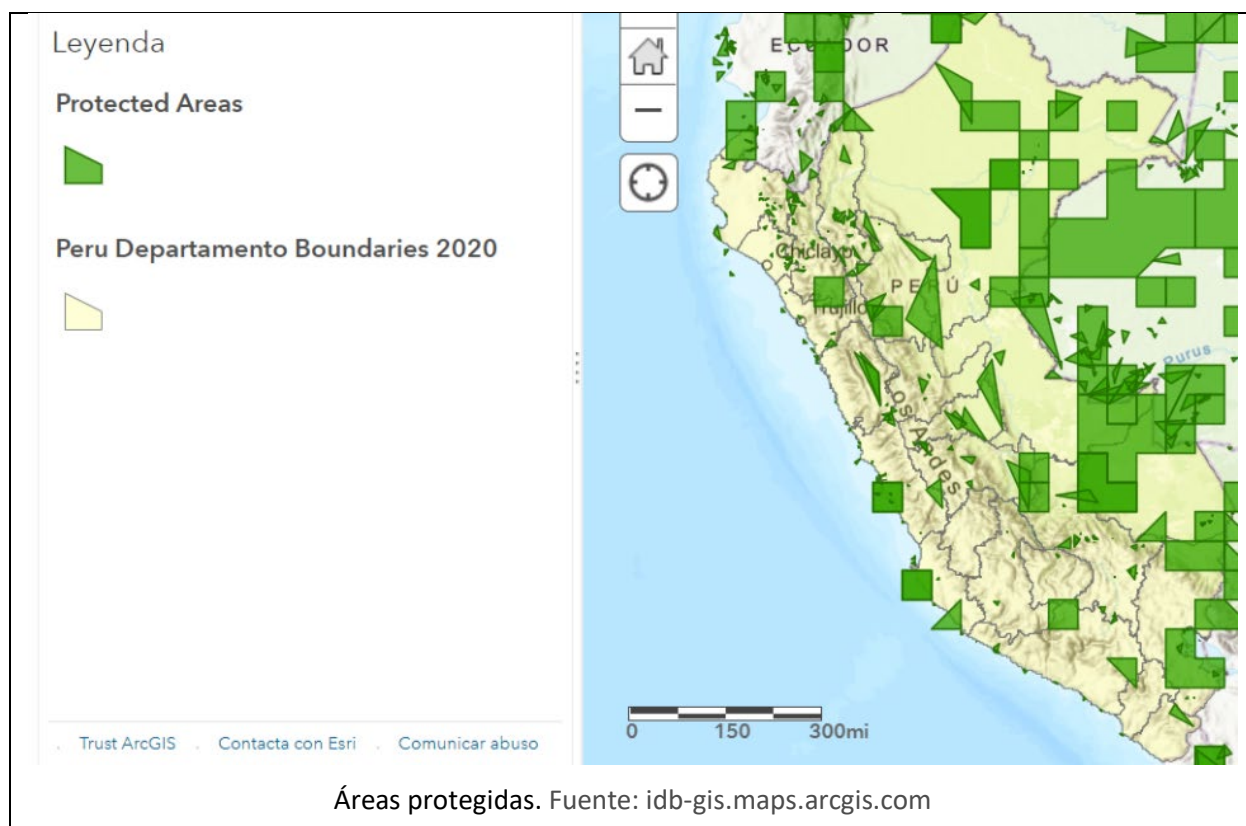 Leyenda
Protected Areas
Peru Departamento Boundaries 2020
. Trust ArcGIS . Contacta con Esri . Comunicar abuso
ECUADOR
Chiclayo
PERÚ
Trujillo
Los Andes
Purus
0 150 300mi
Áreas protegidas. Fuente: idb-gis.maps.arcgis.com